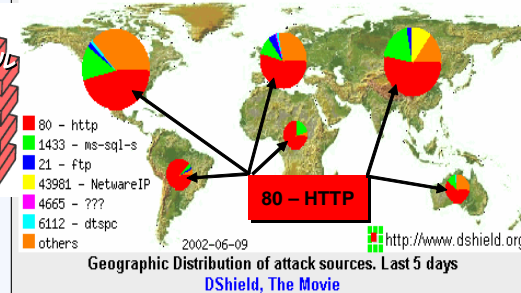 80 - http
1433 - ms-sql-s
21 - ftp
43981 - NetwareIP
4665 - ???
6112 - dtspc
others
80 – HTTP
2002-06-09
http://www.dshield.org
Geographic Distribution of attack sources. Last 5 days
DShield, The Movie